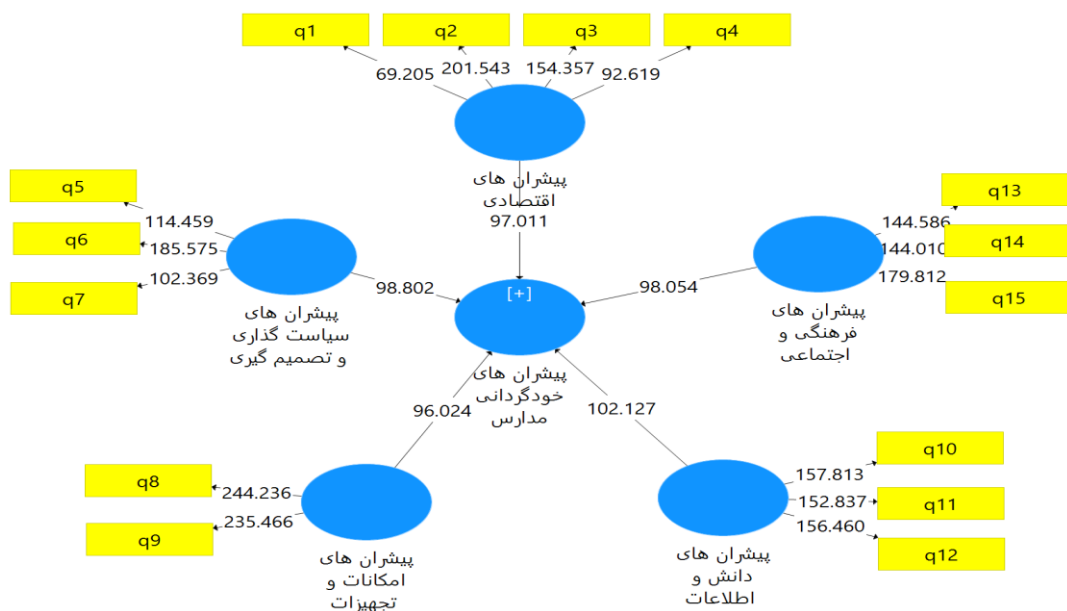 q1
q2
q3
q4
69.205
201.543
154.357
92.619
پیشران های
اقتصادی
97.011
q5
q6
q7
114.459
185.575
102.369
پیشران های
سیاست گذاری
و تصمیم گیری
98.802
q13
q14
q15
144.586
144.010
179.812
پیشران های
فرهنگی و
اجتماعی
98.054
[+]
پیشران های
خودگردانی
مدارس
96.024
102.127
q8
q9
244.236
235.466
پیشران های
امکانات و
تجهیزات
q10
q11
q12
157.813
152.837
156.460
پیشران های
دانش و
اطلاعات